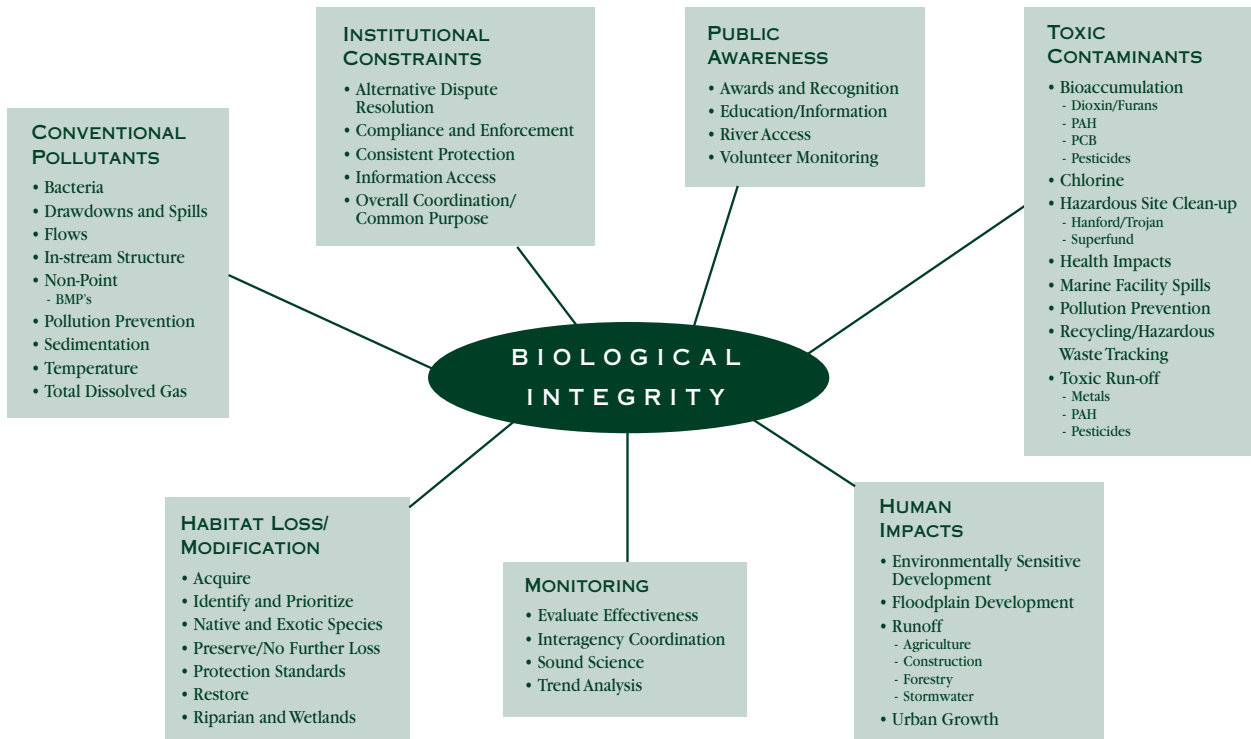 CONVENTIONAL
POLLUTANTS
• Bacteria
• Drawdowns and Spills
• Flows
• In-stream Structure
• Non-Point
- BMP's
• Pollution Prevention
• Sedimentation
• Temperature
• Total Dissolved Gas
INSTITUTIONAL
CONSTRAINTS
• Alternative Dispute
Resolution
• Compliance and Enforcement
• Consistent Protection
• Information Access
• Overall Coordination/
Common Purpose
PUBLIC
AWARENESS
• Awards and Recognition
• Education/Information
• River Access
• Volunteer Monitoring
TOXIC
CONTAMINANTS
• Bioaccumulation
- Dioxin/Furans
- PAH
- PCB
- Pesticides
• Chlorine
• Hazardous Site Clean-up
- Hanford/Trojan
- Superfund
• Health Impacts
• Marine Facility Spills
• Pollution Prevention
• Recycling/Hazardous
Waste Tracking
• Toxic Run-off
- Metals
- PAH
- Pesticides
BIOLOGICAL
INTEGRITY
HABITAT LOSS/
MODIFICATION
• Acquire
• Identify and Prioritize
• Native and Exotic Species
• Preserve/No Further Loss
• Protection Standards
• Restore
• Riparian and Wetlands
MONITORING
• Evaluate Effectiveness
• Interagency Coordination
• Sound Science
• Trend Analysis
HUMAN
IMPACTS
• Environmentally Sensitive
Development
• Floodplain Development
• Runoff
- Agriculture
- Construction
- Forestry
- Stormwater
• Urban Growth